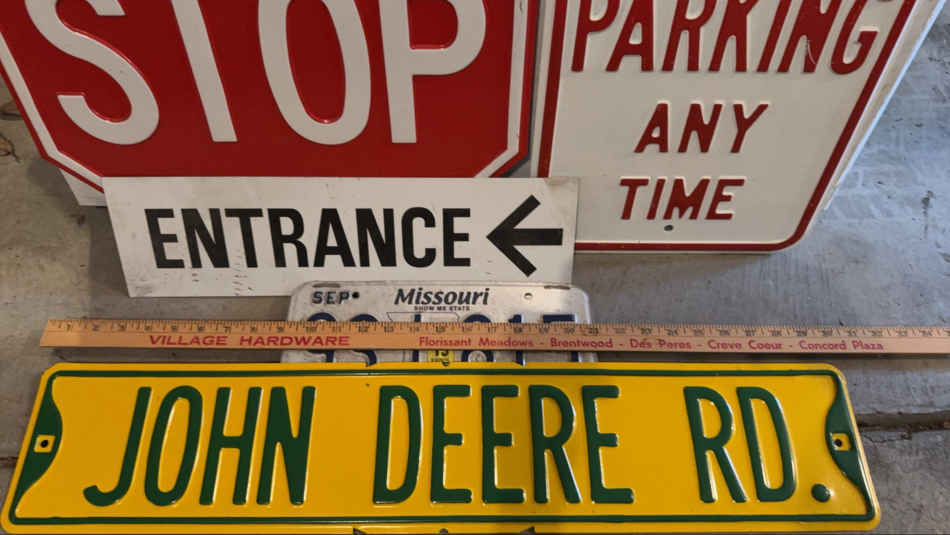 STOP
PARKING
ANY
TIME
ENTRANCE
SEP
Missouri
SHOW ME STATE
VILLAGE HARDWARE Florissant Meadows - Brentwood - Des Peres - Creve Coeur - Concord Plaza
JOHN DEERE RD.